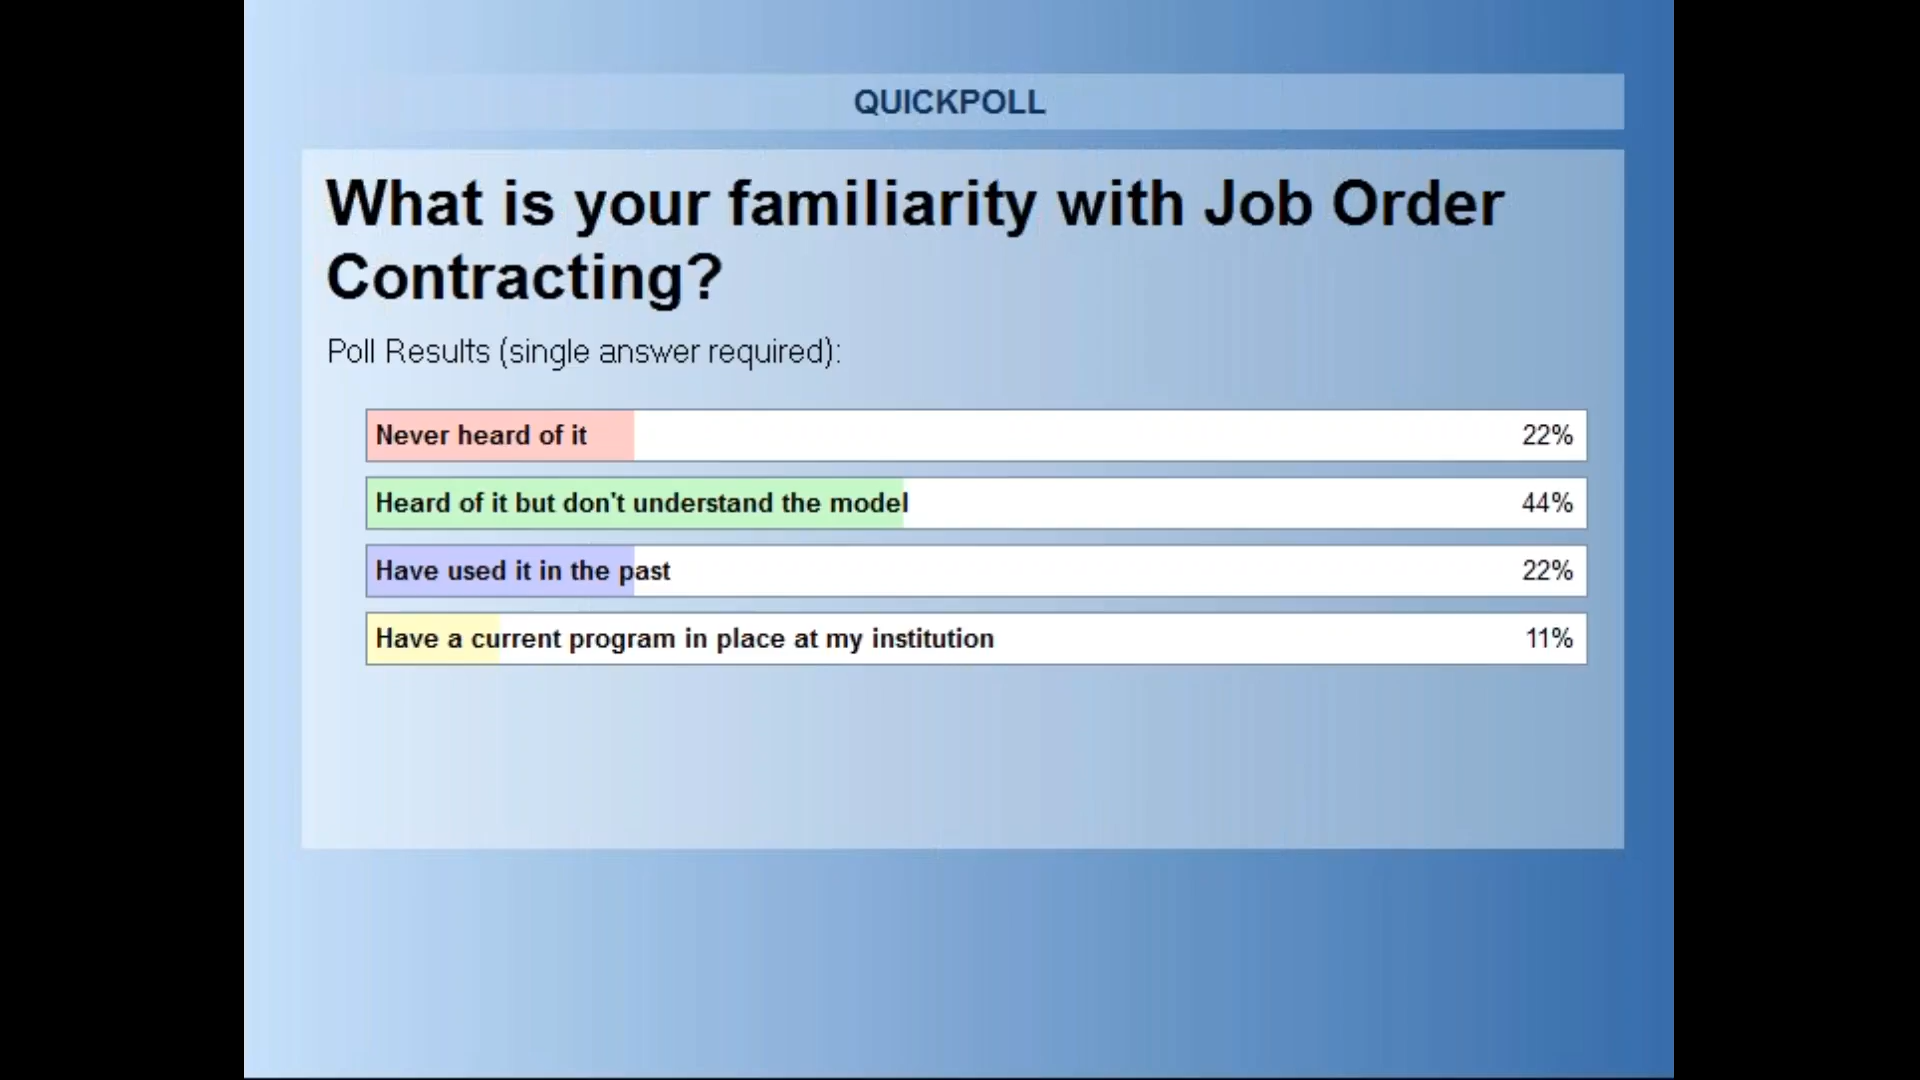 QUICKPOLL
What is your familiarity with Job Order
Contracting?
Poll Results (single answer required):
Never heard of it 22%
Heard of it but don't understand the model 44%
Have used it in the past 22%
Have a current program in place at my institution 11%